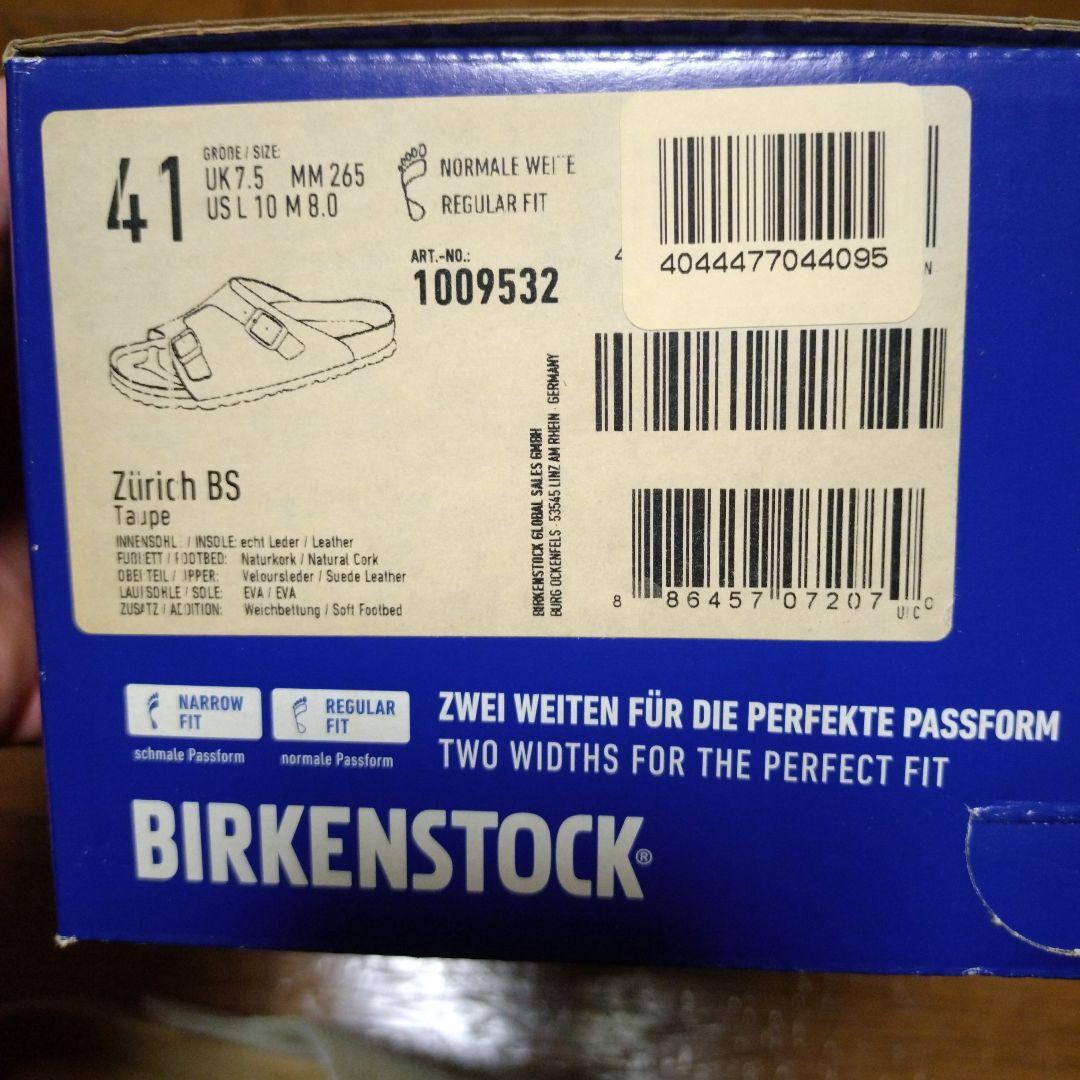 41
GRÖßE / SIZE:
UK 7.5 MM 265
US L 10 M 8.0
NORMALE WEITE
REGULAR FIT
ART.-NO.:
1009532
4044477044095
4
N
Zürich BS
Taupe
INNENSOHLE / INSOLE: echt Leder / Leather
FUßBETT / FOOTBED: Naturkork / Natural Cork
OBERTEIL / UPPER: Veloursleder / Suede Leather
LAUFSOHLE / SOLE: EVA / EVA
ZUSATZ / ADDITION: Weichbettung / Soft Footbed
BIRKENSTOCK GLOBAL SALES GMBH
BURG OCKENFELS · 53545 LINZ AM RHEIN · GERMANY
8 86457 07207 0
UPC
NARROW FIT
schmale Passform
REGULAR FIT
normale Passform
ZWEI WEITEN FÜR DIE PERFEKTE PASSFORM
TWO WIDTHS FOR THE PERFECT FIT
BIRKENSTOCK®